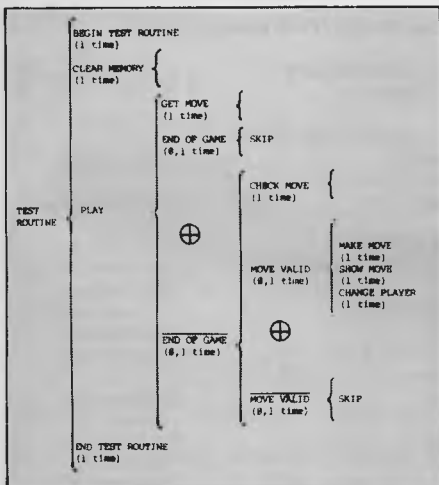 BEGIN TEST ROUTINE
(1 time)
CLEAR MEMORY
(1 time)
GET MOVE
(1 time)
END OF GAME
(0,1 time)
SKIP
CHECK MOVE
(1 time)
TEST
ROUTINE
PLAY
MAKE MOVE
(1 time)
MOVE VALID
(0,1 time)
SHOW MOVE
(1 time)
CHANGE PLAYER
(1 time)
END OF GAME
(0,1 time)
MOVE VALID
(0,1 time)
SKIP
END TEST ROUTINE
(1 time)